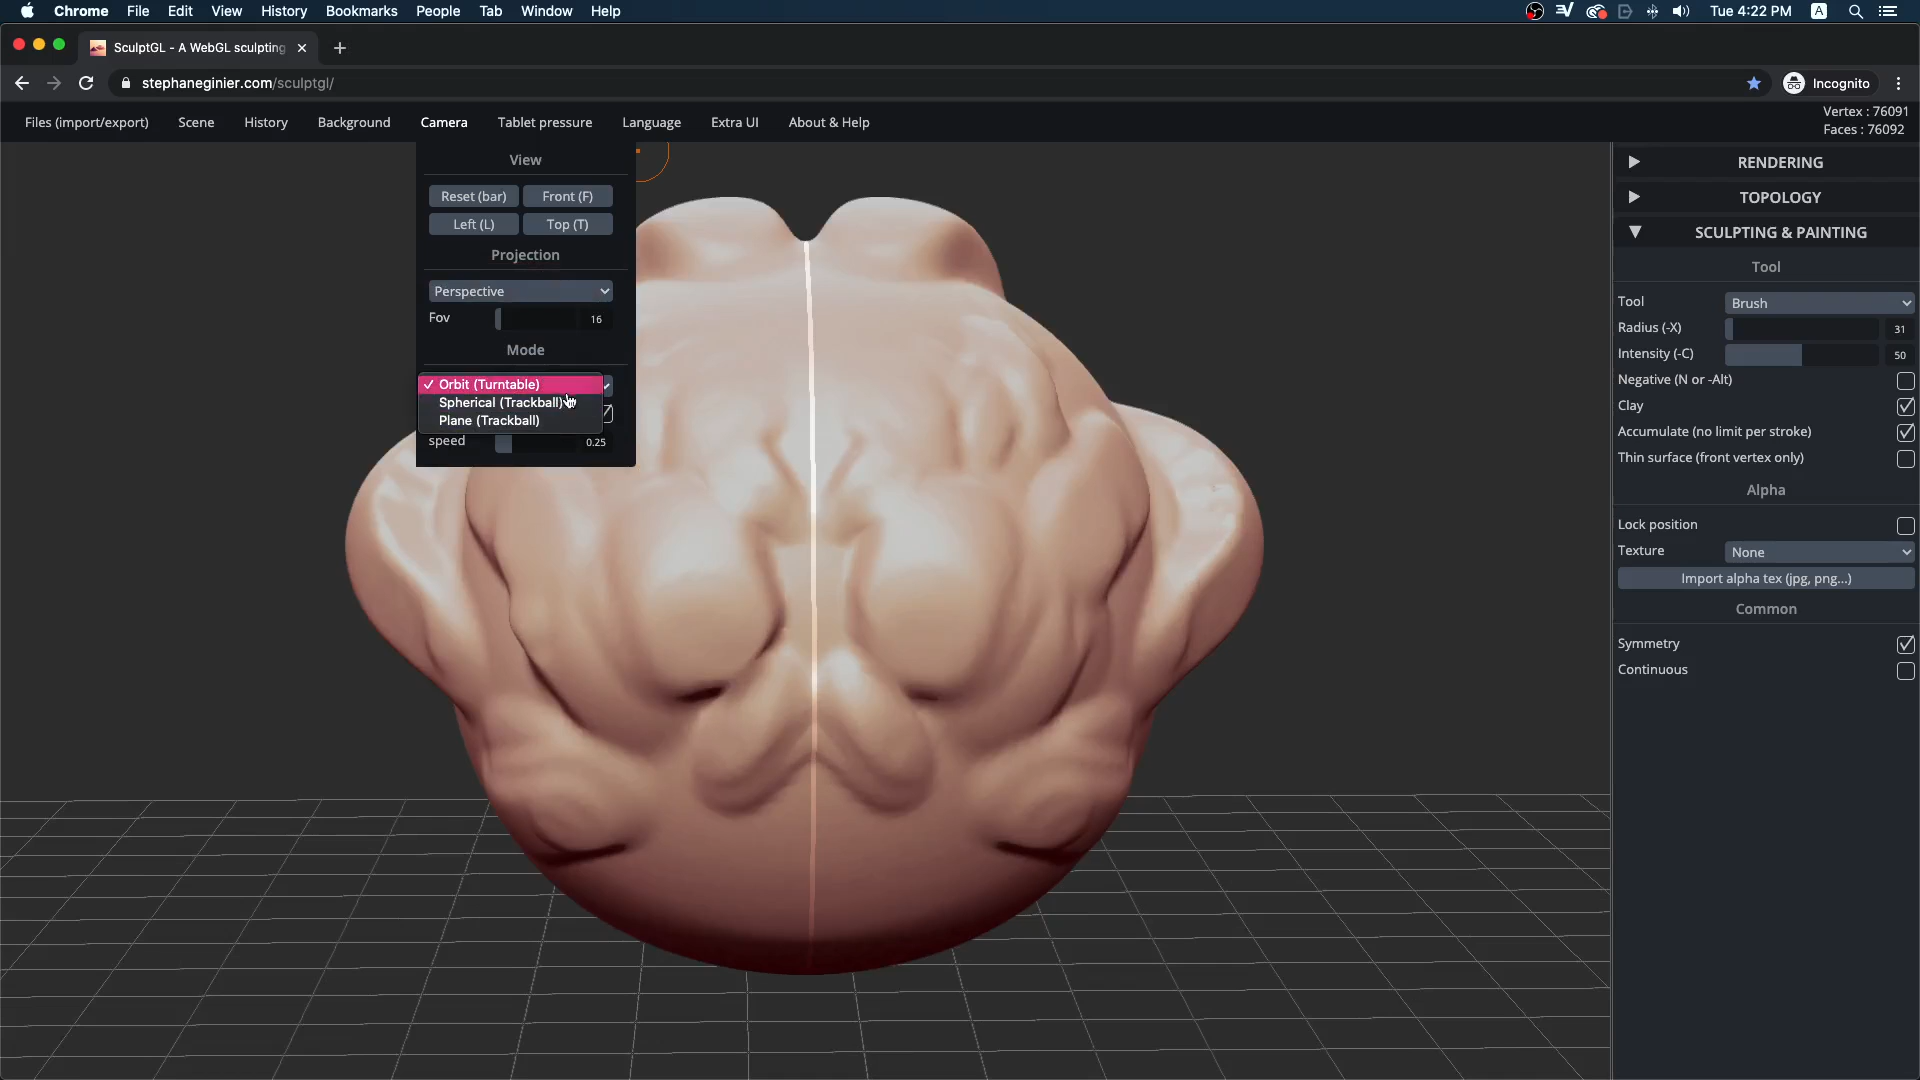 Chrome File Edit View History Bookmarks People Tab Window Help Tue 4:22 PM A
SculptGL - A WebGL sculpting
stephaneginier.com/sculptgl/ Incognito
Files (import/export) Scene History Background Camera Tablet pressure Language Extra UI About & Help
Vertex : 76091
Faces : 76092
View
Reset (bar) Front (F)
Left (L) Top (T)
Projection
Perspective
Fov 16
Mode
✓ Orbit (Turntable)
Spherical (Trackball)
Plane (Trackball)
speed 0.25
RENDERING
TOPOLOGY
SCULPTING & PAINTING
Tool
Tool Brush
Radius (-X) 31
Intensity (-C) 50
Negative (N or -Alt)
Clay
Accumulate (no limit per stroke)
Thin surface (front vertex only)
Alpha
Lock position
Texture None
Import alpha tex (jpg, png...)
Common
Symmetry
Continuous